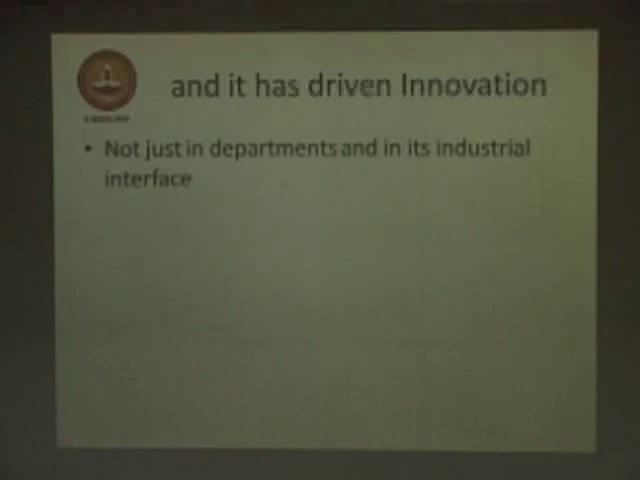 and it has driven Innovation
• Not just in departments and in its industrial
interface